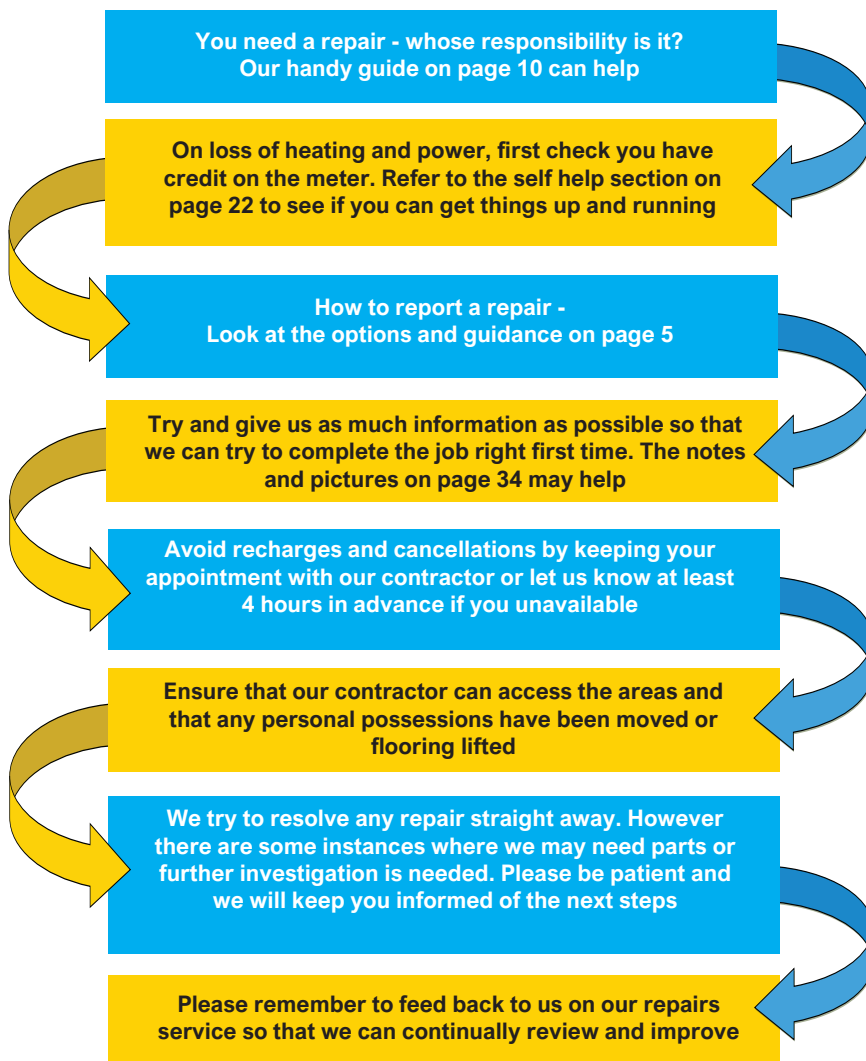 You need a repair - whose responsibility is it?
Our handy guide on page 10 can help
On loss of heating and power, first check you have
credit on the meter. Refer to the self help section on
page 22 to see if you can get things up and running
How to report a repair -
Look at the options and guidance on page 5
Try and give us as much information as possible so that
we can try to complete the job right first time. The notes
and pictures on page 34 may help
Avoid recharges and cancellations by keeping your
appointment with our contractor or let us know at least
4 hours in advance if you unavailable
Ensure that our contractor can access the areas and
that any personal possessions have been moved or
flooring lifted
We try to resolve any repair straight away. However
there are some instances where we may need parts or
further investigation is needed. Please be patient and
we will keep you informed of the next steps
Please remember to feed back to us on our repairs
service so that we can continually review and improve